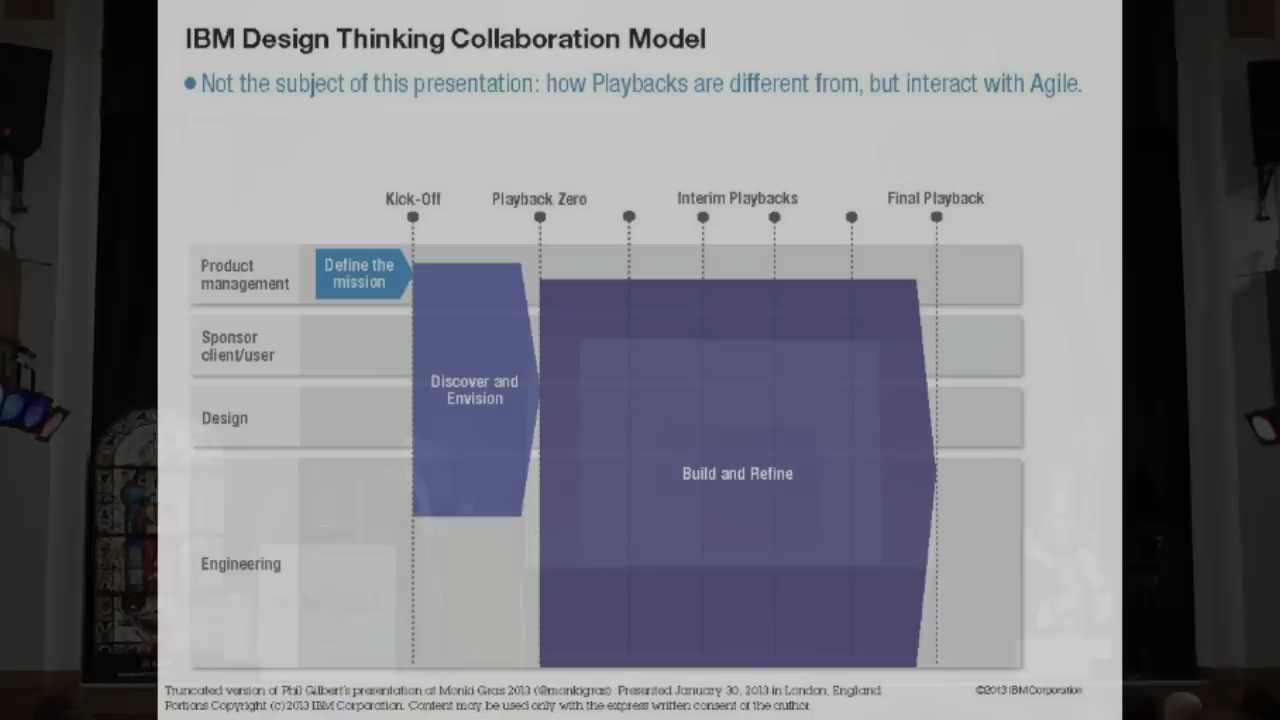 IBM Design Thinking Collaboration Model
Not the subject of this presentation: how Playbacks are different from, but interact with Agile.
Kick-Off
Playback Zero
Interim Playbacks
Final Playback
Product
management
Define the
mission
Sponsor
client/user
Discover and
Envision
Design
Build and Refine
Engineering
Truncated version of Phil Gilbert's presentation at Monki Gras 2013 (@monkigras) Presented January 30, 2013 in London, England
Portions Copyright (c) 2013 IBM Corporation. Content may be used only with the express written consent of the author.
©2013 IBM Corporation